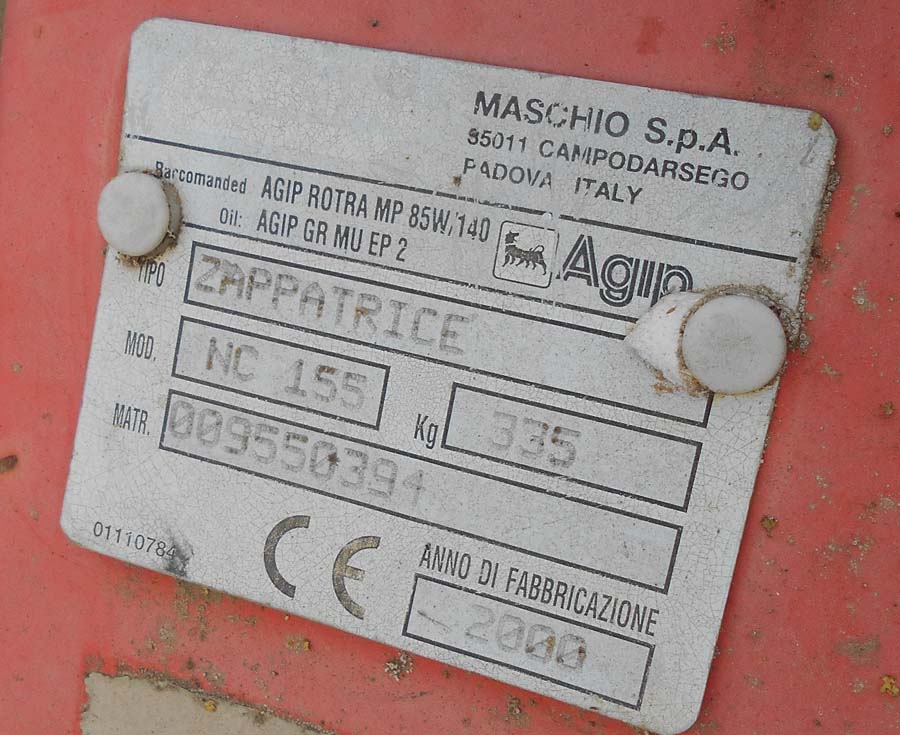 MASCHIO S.p.A.
35011 CAMPODARSEGO
PADOVA ITALY
Raccomanded AGIP ROTRA MP 85W/140
Oil: AGIP GR MU EP 2
Agip
TIPO ZAPPATRICE
MOD. NC 155
Kg 335
MATR. 009550394
01110784
CE
ANNO DI FABBRICAZIONE
2000